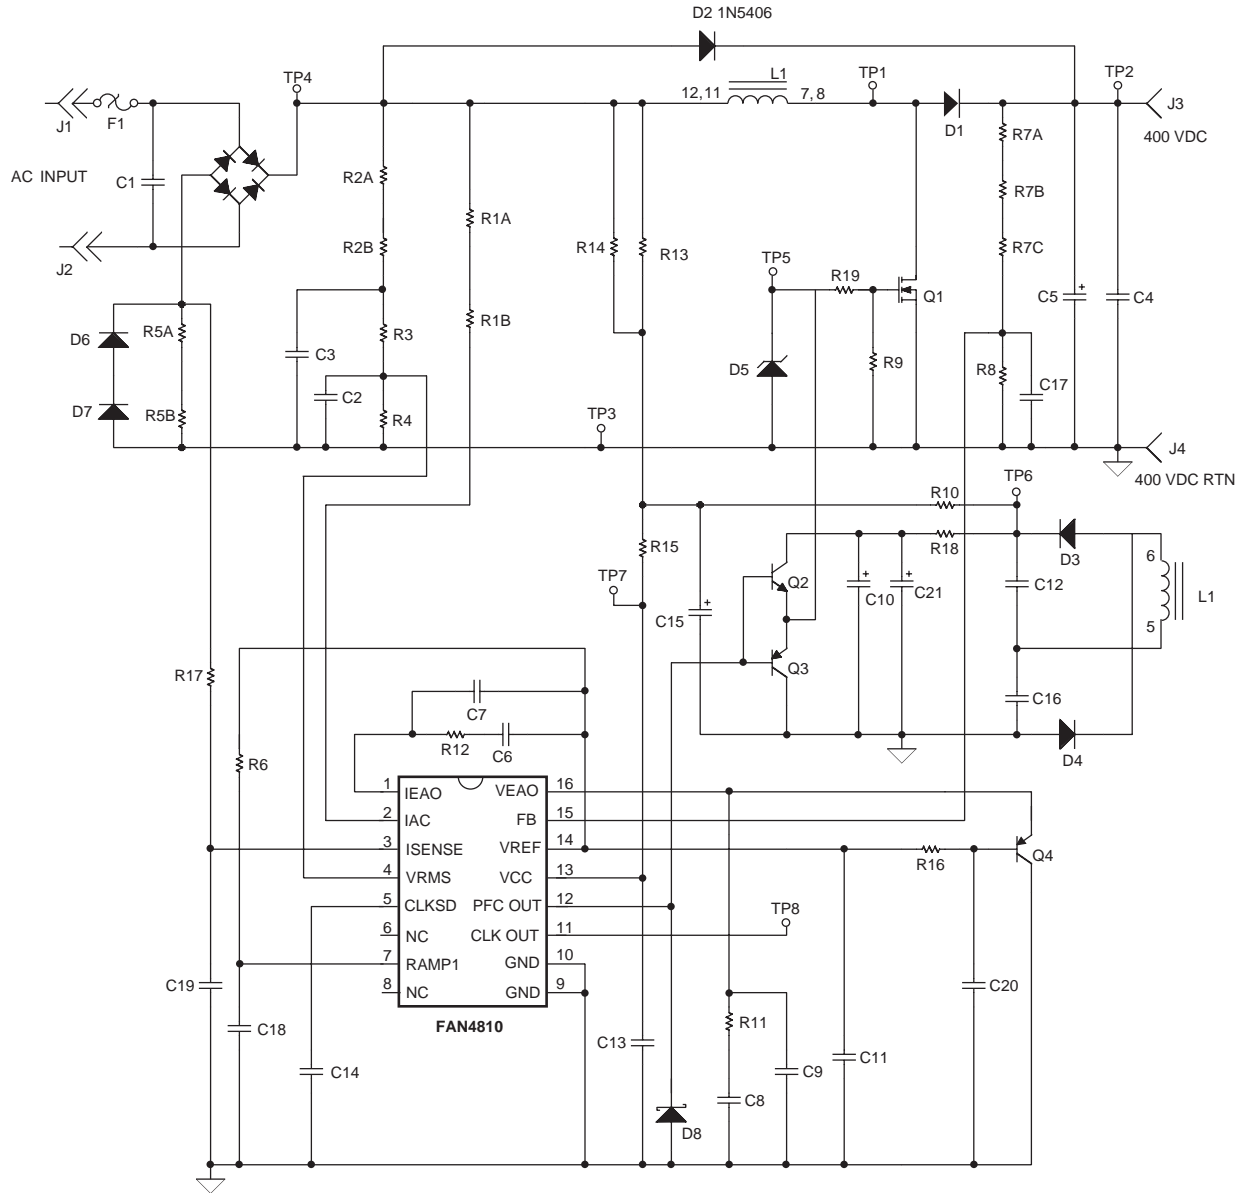 D2 1N5406
TP4
L1
TP1
TP2
12, 11
7, 8
J1
F1
D1
J3
R7A
400 VDC
AC INPUT
C1
R2A
R7B
R1A
R2B
R14
R13
R7C
J2
TP5
R19
Q1
C5
+
C4
R1B
D6
R5A
R3
C3
D5
R9
R8
C17
C2
D7
R5B
R4
TP3
J4
400 VDC RTN
TP6
R10
R15
R18
D3
6
TP7
Q2
+
C10
+
C21
C12
L1
C15
+
5
R17
Q3
C7
C16
R12
C6
R6
D4
1
IEAO
VEAO
16
2
IAC
FB
15
3
ISENSE
VREF
14
R16
Q4
4
VRMS
VCC
13
5
CLKSD
PFC OUT
12
TP8
6
NC
CLK OUT
11
7
RAMP1
GND
10
8
NC
GND
9
C19
C20
FAN4810
C18
R11
C13
C11
C14
C9
C8
D8